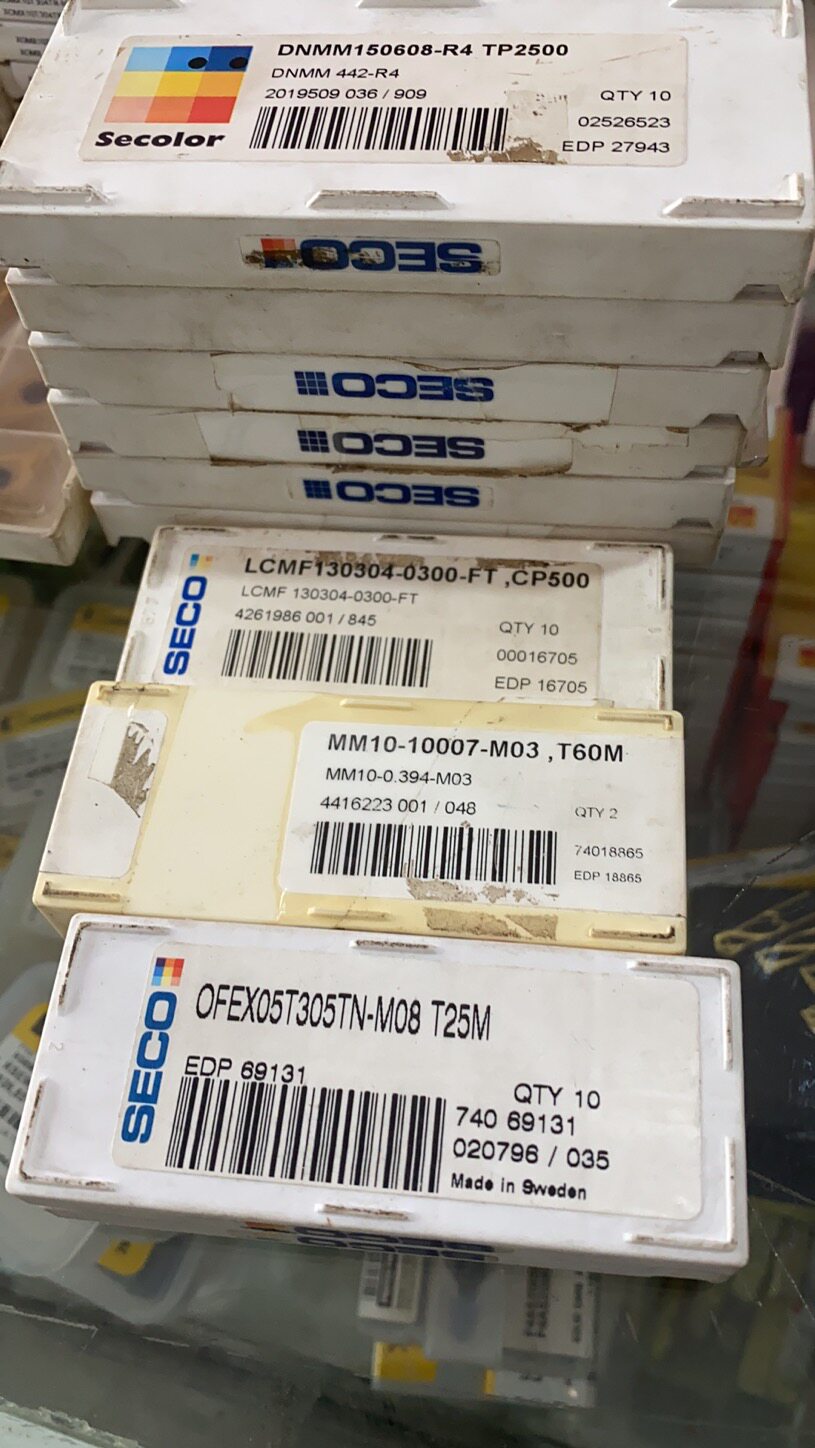 DNMM150608-R4 TP2500
DNMM 442-R4
2019509 036 / 909
QTY 10
02526523
EDP 27943
Secolor
SECO
SECO
SECO
SECO
SECO
LCMF130304-0300-FT ,CP500
LCMF 130304-0300-FT
4261986 001 / 845
QTY 10
00016705
EDP 16705
MM10-10007-M03 ,T60M
MM10-0.394-M03
4416223 001 / 048
QTY 2
74018865
EDP 18865
SECO
OFEX05T305TN-M08 T25M
EDP 69131
QTY 10
740 69131
020796 / 035
Made in Sweden